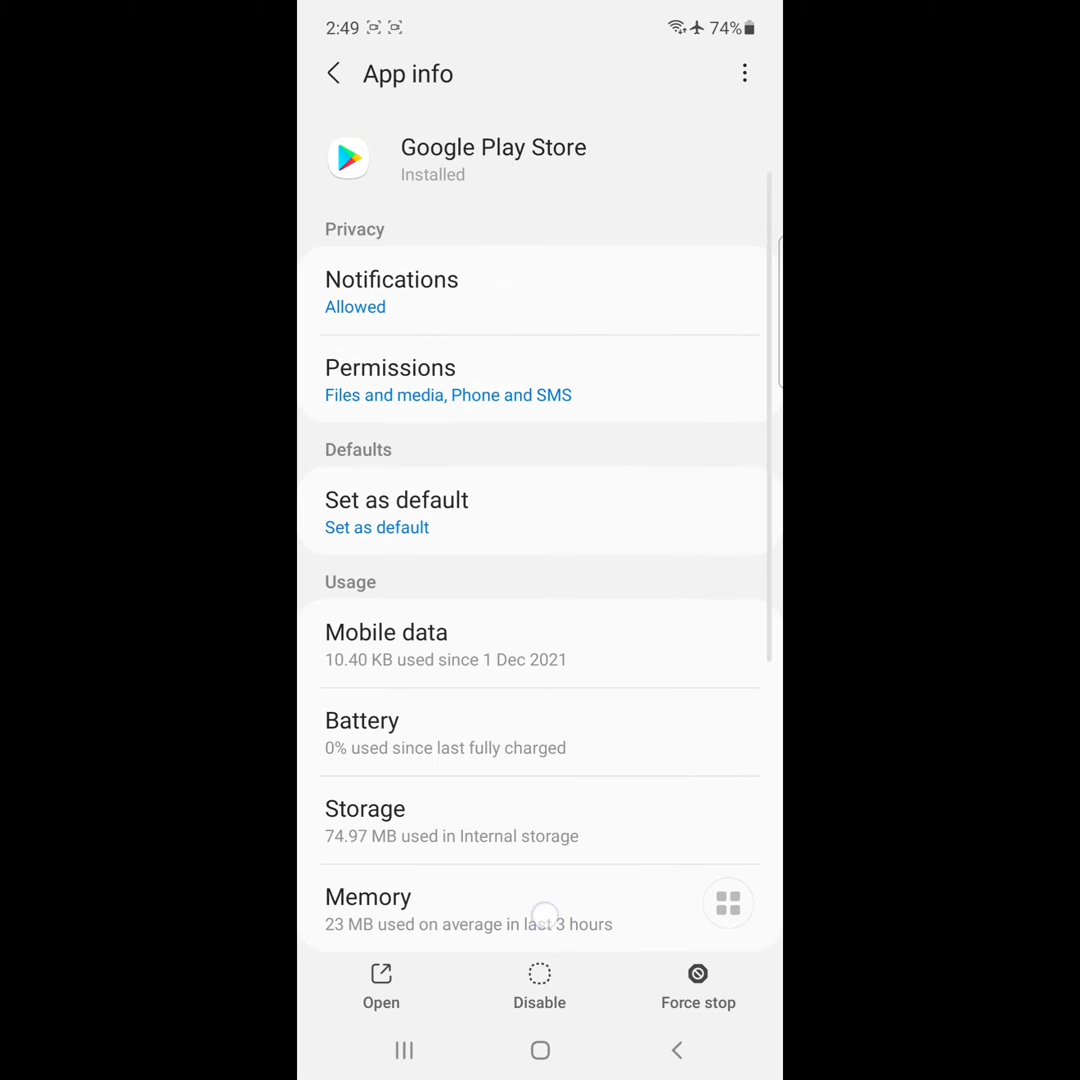 2:49 74%
App info
Google Play Store
Installed
Privacy
Notifications
Allowed
Permissions
Files and media, Phone and SMS
Defaults
Set as default
Set as default
Usage
Mobile data
10.40 KB used since 1 Dec 2021
Battery
0% used since last fully charged
Storage
74.97 MB used in Internal storage
Memory
23 MB used on average in last 3 hours
Open Disable Force stop